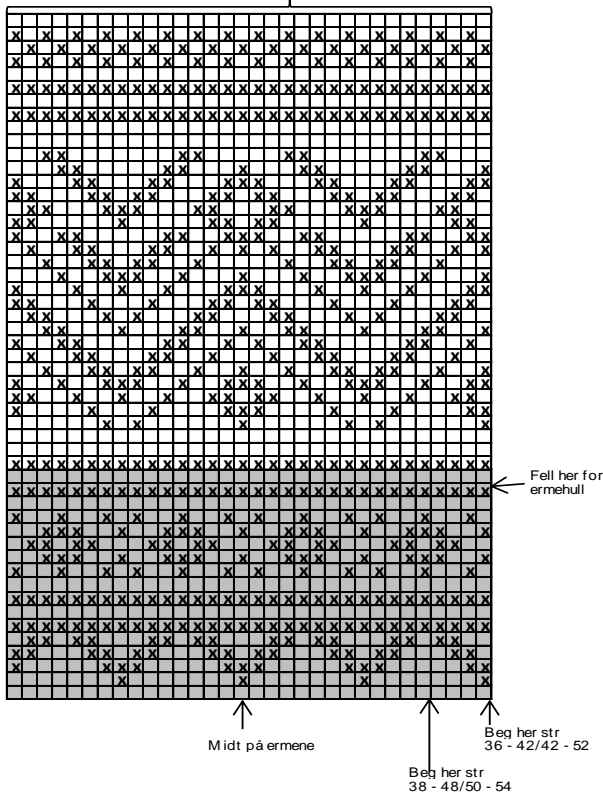 Fell her for
ermehull
Midt på ermene
Beg her str
36 - 42/42 - 52
Beg her str
38 - 48/50 - 54